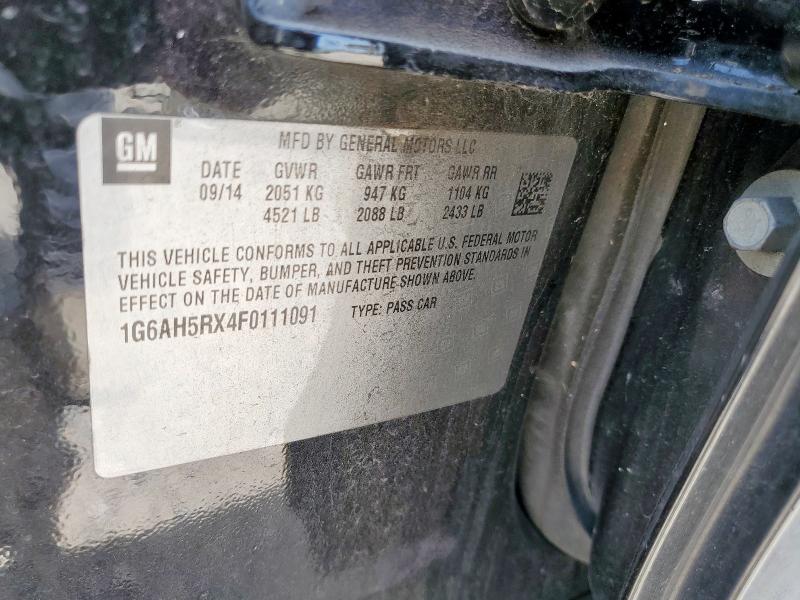 GM
MFD BY GENERAL MOTORS LLC
DATE GVWR GAWR FRT GAWR RR
09/14 2051 KG 947 KG 1104 KG
4521 LB 2088 LB 2433 LB
THIS VEHICLE CONFORMS TO ALL APPLICABLE U.S. FEDERAL MOTOR
VEHICLE SAFETY, BUMPER, AND THEFT PREVENTION STANDARDS IN
EFFECT ON THE DATE OF MANUFACTURE SHOWN ABOVE.
1G6AH5RX4F0111091 TYPE: PASS CAR